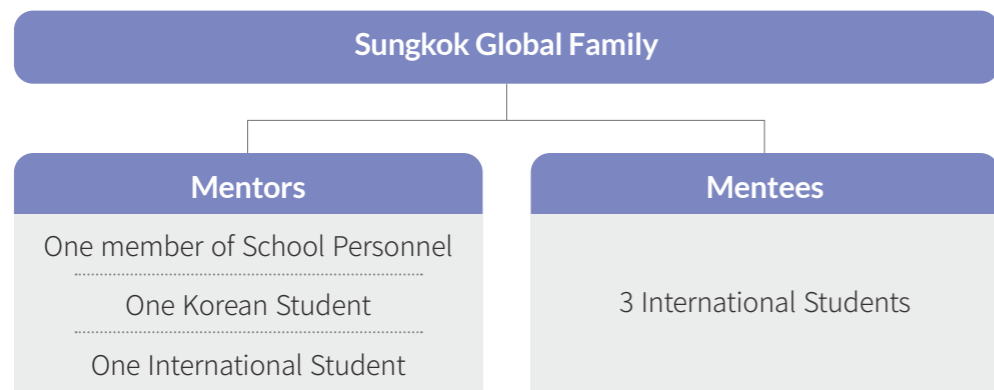 Sungkok Global Family
Mentors
One member of School Personnel
One Korean Student
One International Student
Mentees
3 International Students